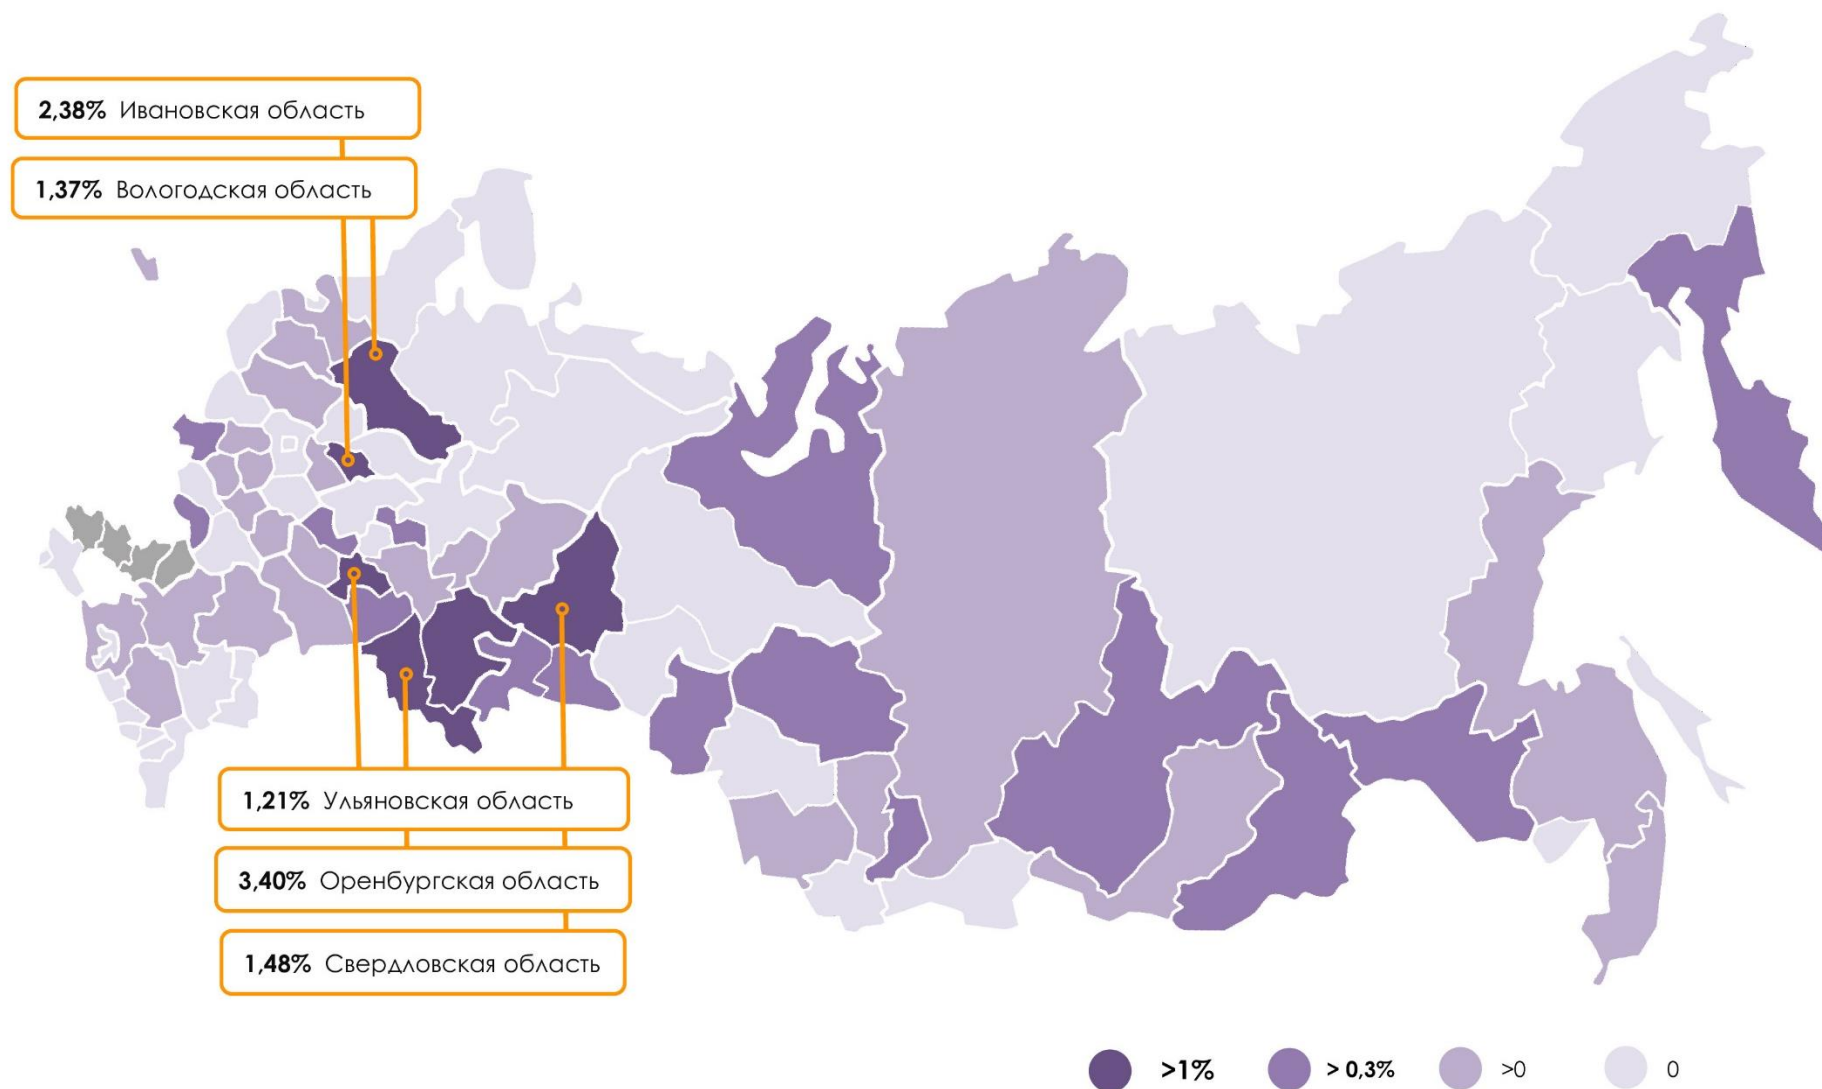 2,38% Ивановская область
1,37% Вологодская область
1,21% Ульяновская область
3,40% Оренбургская область
1,48% Свердловская область
>1%
> 0,3%
>0
0